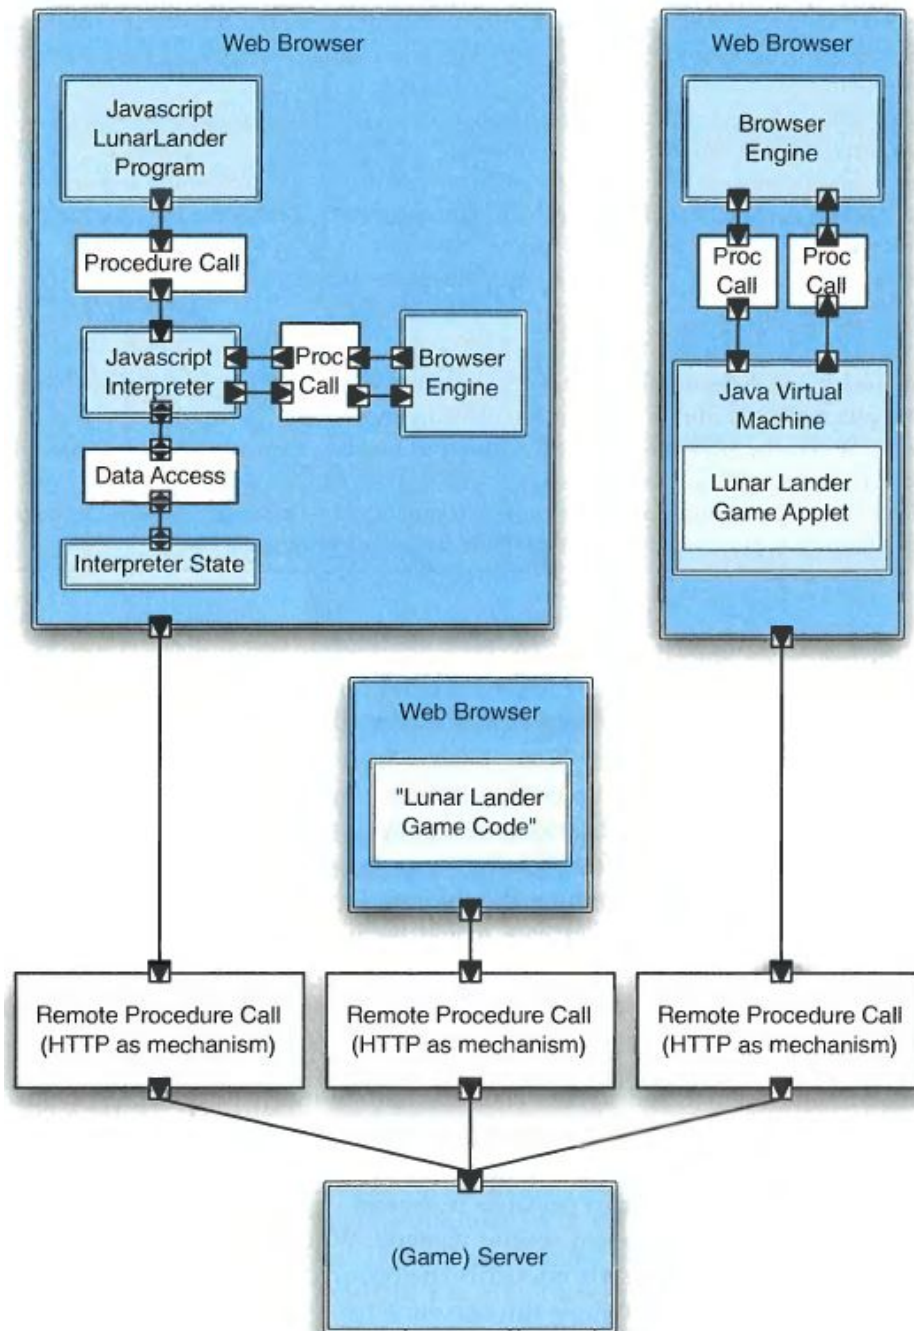 Web Browser
Javascript
LunarLander
Program
Procedure Call
Javascript
Interpreter
Proc
Call
Browser
Engine
Data Access
Interpreter State
Web Browser
Browser
Engine
Proc
Call
Proc
Call
Java Virtual
Machine
Lunar Lander
Game Applet
Web Browser
"Lunar Lander
Game Code"
Remote Procedure Call
(HTTP as mechanism)
Remote Procedure Call
(HTTP as mechanism)
Remote Procedure Call
(HTTP as mechanism)
(Game) Server